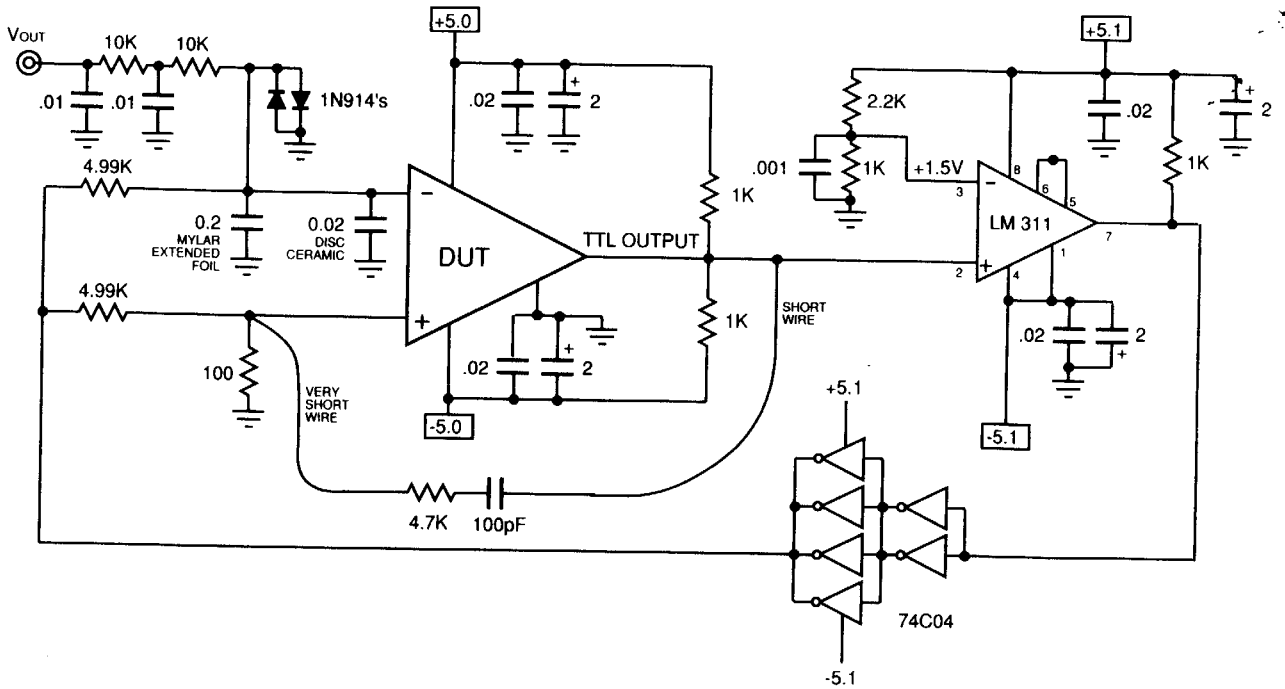 VOUT
10K
10K
.01
.01
1N914's
+5.0
.02
+
2
+5.1
2.2K
.001
1K
+1.5V
.02
1K
+
2
4.99K
0.2
MYLAR
EXTENDED
FOIL
0.02
DISC
CERAMIC
-
DUT
+
TTL OUTPUT
1K
1K
3
-
8
6
5
LM 311
7
2
+
4
1
4.99K
100
VERY
SHORT
WIRE
.02
+
2
-5.0
SHORT
WIRE
.02
2
+
-5.1
4.7K
100pF
+5.1
74C04
-5.1